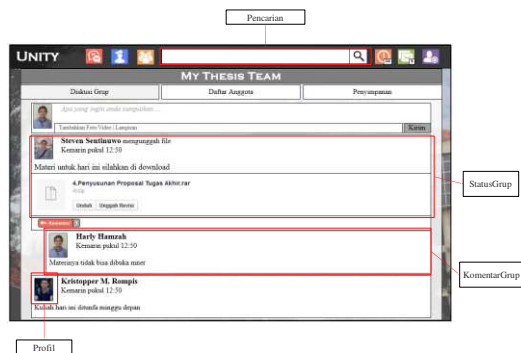 Pencarian
UNITY
MY THESIS TEAM
Diskusi Grup
Daftar Anggota
Penyimpanan
Apa yang ingin anda sampaikan...
Tambahkan Foto/Video / Lampiran
Kirim
Steven Sentinuwo mengunggah file
Kemarin pukul 12:50
Materi untuk hari ini silahkan di download
4.Penyusunan Proposal Tugas Akhir.rar
Unduh
Unggah Revisi
StatusGrup
Komentar
Harly Hamzah
Kemarin pukul 12:50
Materinya tidak bisa dibuka
KomentarGrup
Kristopper M. Rompis
Kemarin pukul 12:50
Kuliah hari ini ditunda minggu depan
Profil